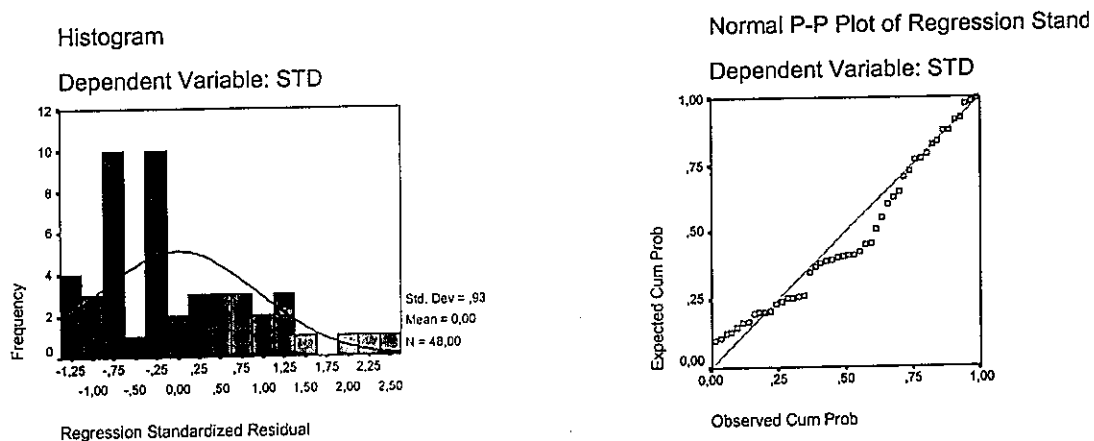 Histogram
Dependent Variable: STD
12
10
8
6
4
2
0
Frequency
-1,25 -,75 -,25 ,25 ,75 1,25 1,75 2,25
-1,00 -,50 0,00 ,50 1,00 1,50 2,00 2,50
Std. Dev = ,93
Mean = 0,00
N = 48,00
Regression Standardized Residual
Normal P-P Plot of Regression Stand
Dependent Variable: STD
1,00
,75
,50
,25
0,00
Expected Cum Prob
0,00 ,25 ,50 ,75 1,00
Observed Cum Prob